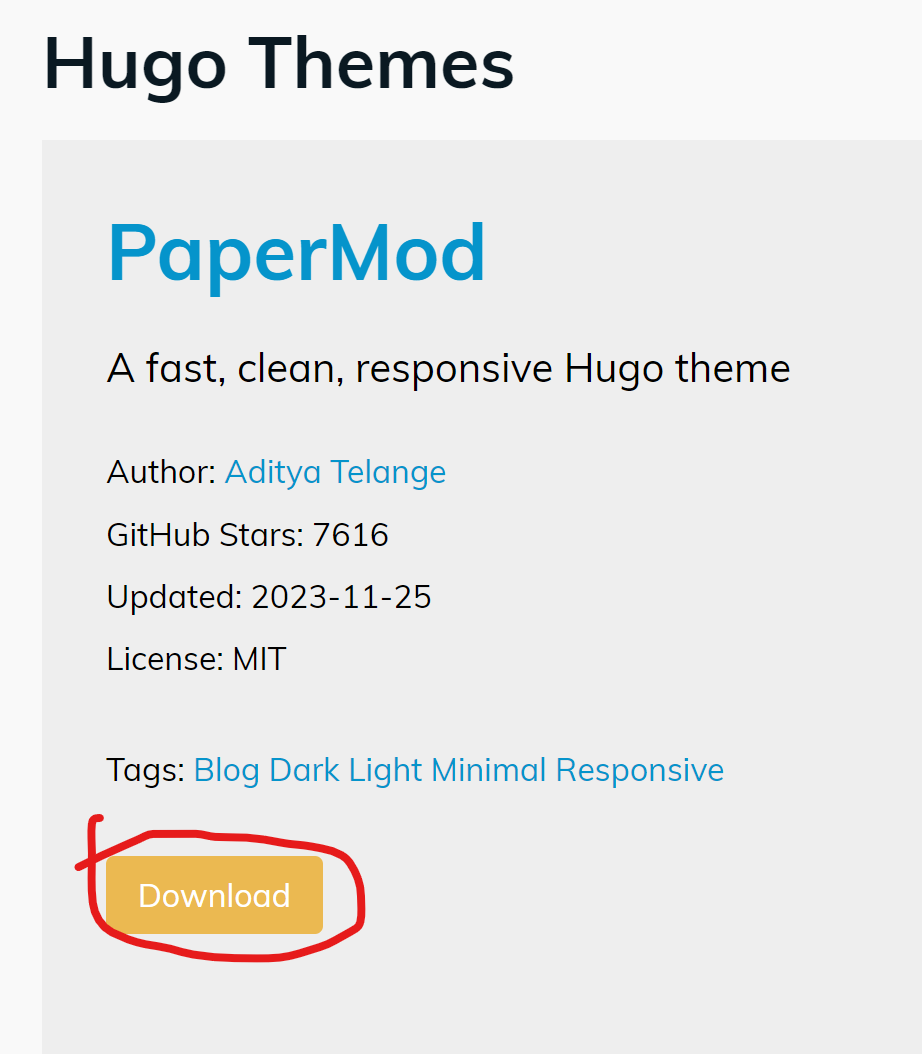 Hugo Themes
PaperMod
A fast, clean, responsive Hugo theme
Author: Aditya Telange
GitHub Stars: 7616
Updated: 2023-11-25
License: MIT
Tags: Blog Dark Light Minimal Responsive
Download